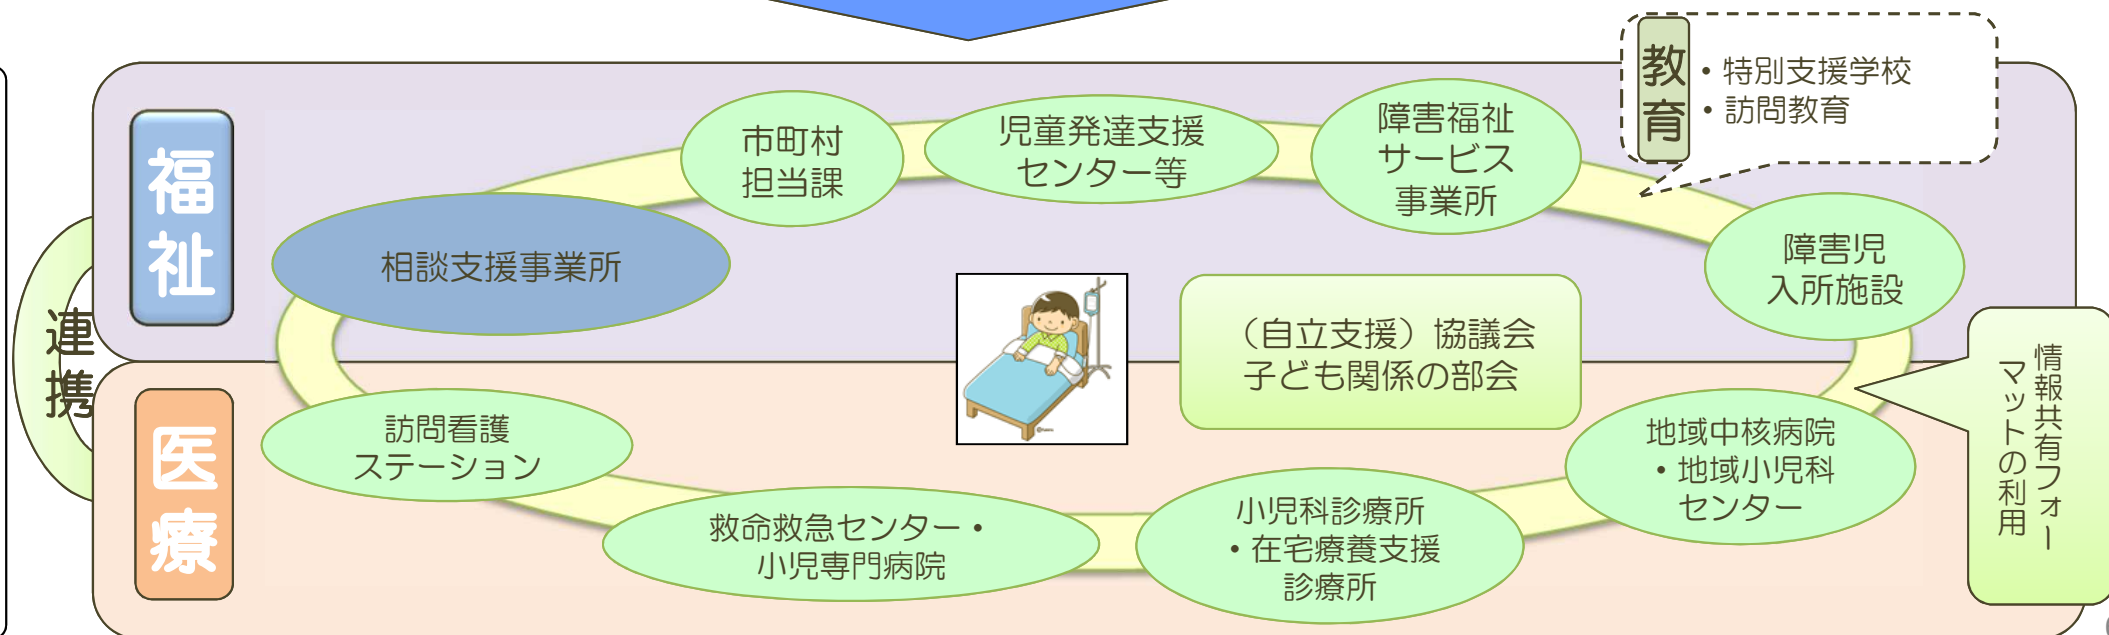 福祉
市町村
担当課
児童発達支援
センター等
障害福祉
サービス
事業所
教育
・特別支援学校
・訪問教育
相談支援事業所
障害児
入所施設
連携
（自立支援）協議会
子ども関係の部会
情報共有フォー
マットの利用
医療
訪問看護
ステーション
救命救急センター・
小児専門病院
小児科診療所
・在宅療養支援
診療所
地域中核病院
・地域小児科
センター